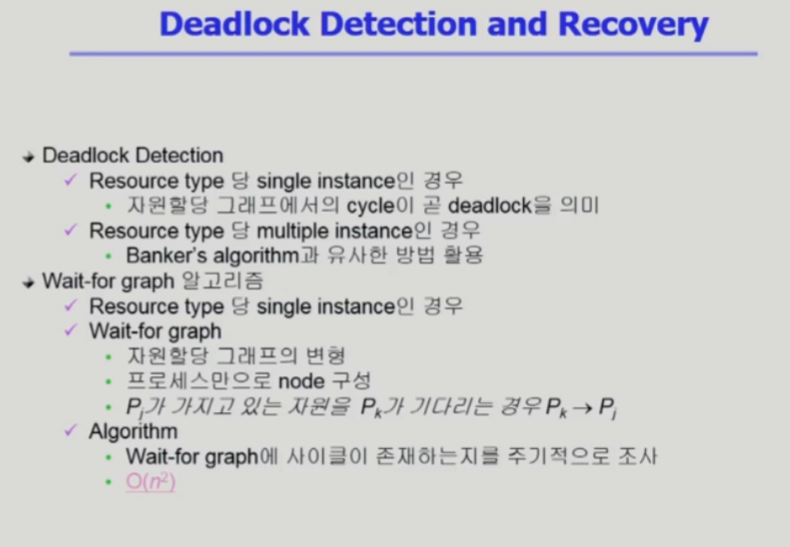 Deadlock Detection and Recovery
Deadlock Detection
Resource type 당 single instance인 경우
자원할당 그래프에서의 cycle이 곧 deadlock을 의미
Resource type 당 multiple instance인 경우
Banker's algorithm과 유사한 방법 활용
Wait-for graph 알고리즘
Resource type 당 single instance인 경우
Wait-for graph
자원할당 그래프의 변형
프로세스만으로 node 구성
Pj가 가지고 있는 자원을 Pk가 기다리는 경우 Pk → Pj
Algorithm
Wait-for graph에 사이클이 존재하는지를 주기적으로 조사
O(n²)